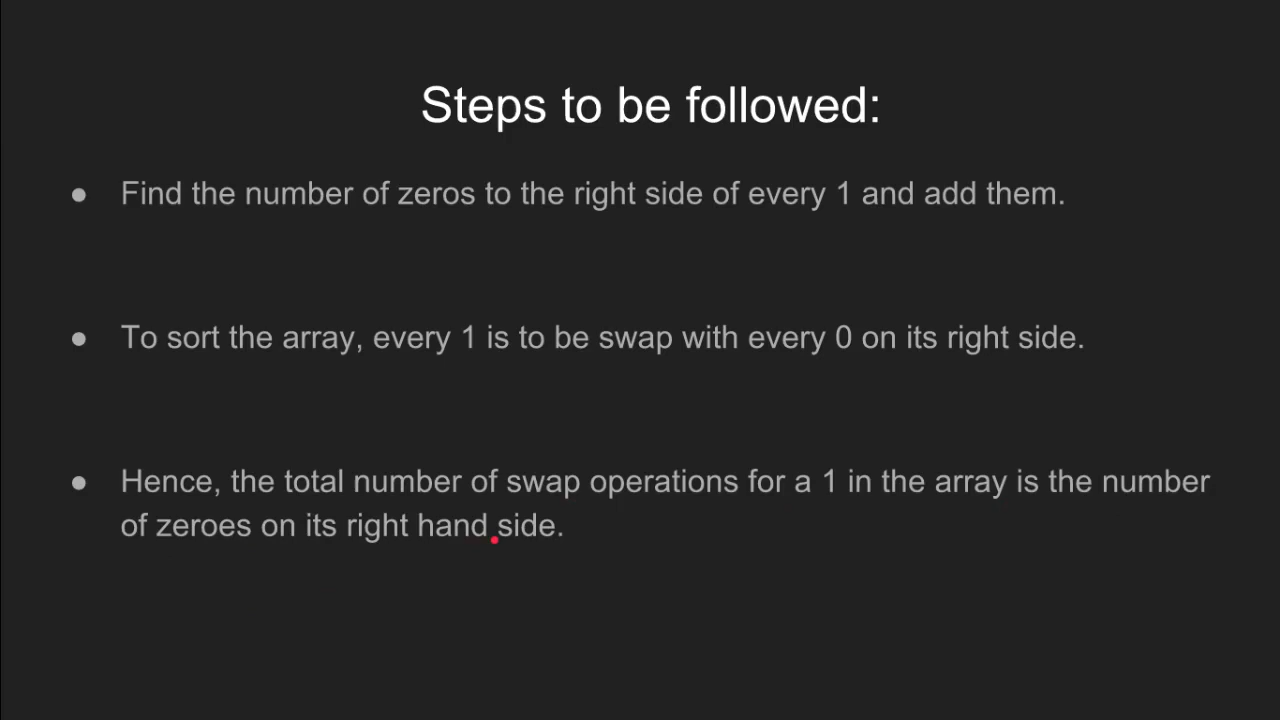 Steps to be followed:
● Find the number of zeros to the right side of every 1 and add them.
● To sort the array, every 1 is to be swap with every 0 on its right side.
● Hence, the total number of swap operations for a 1 in the array is the number
of zeroes on its right hand side.